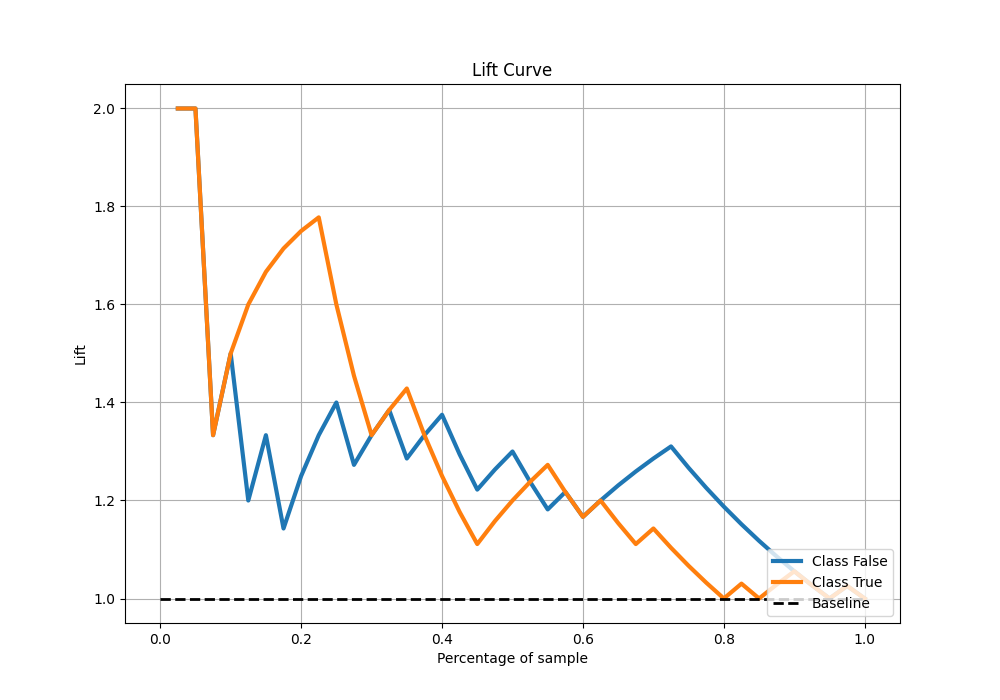 Lift Curve
2.0
1.8
1.6
1.4
1.2
1.0
Lift
0.0 0.2 0.4 0.6 0.8 1.0
Percentage of sample
Class False
Class True
Baseline